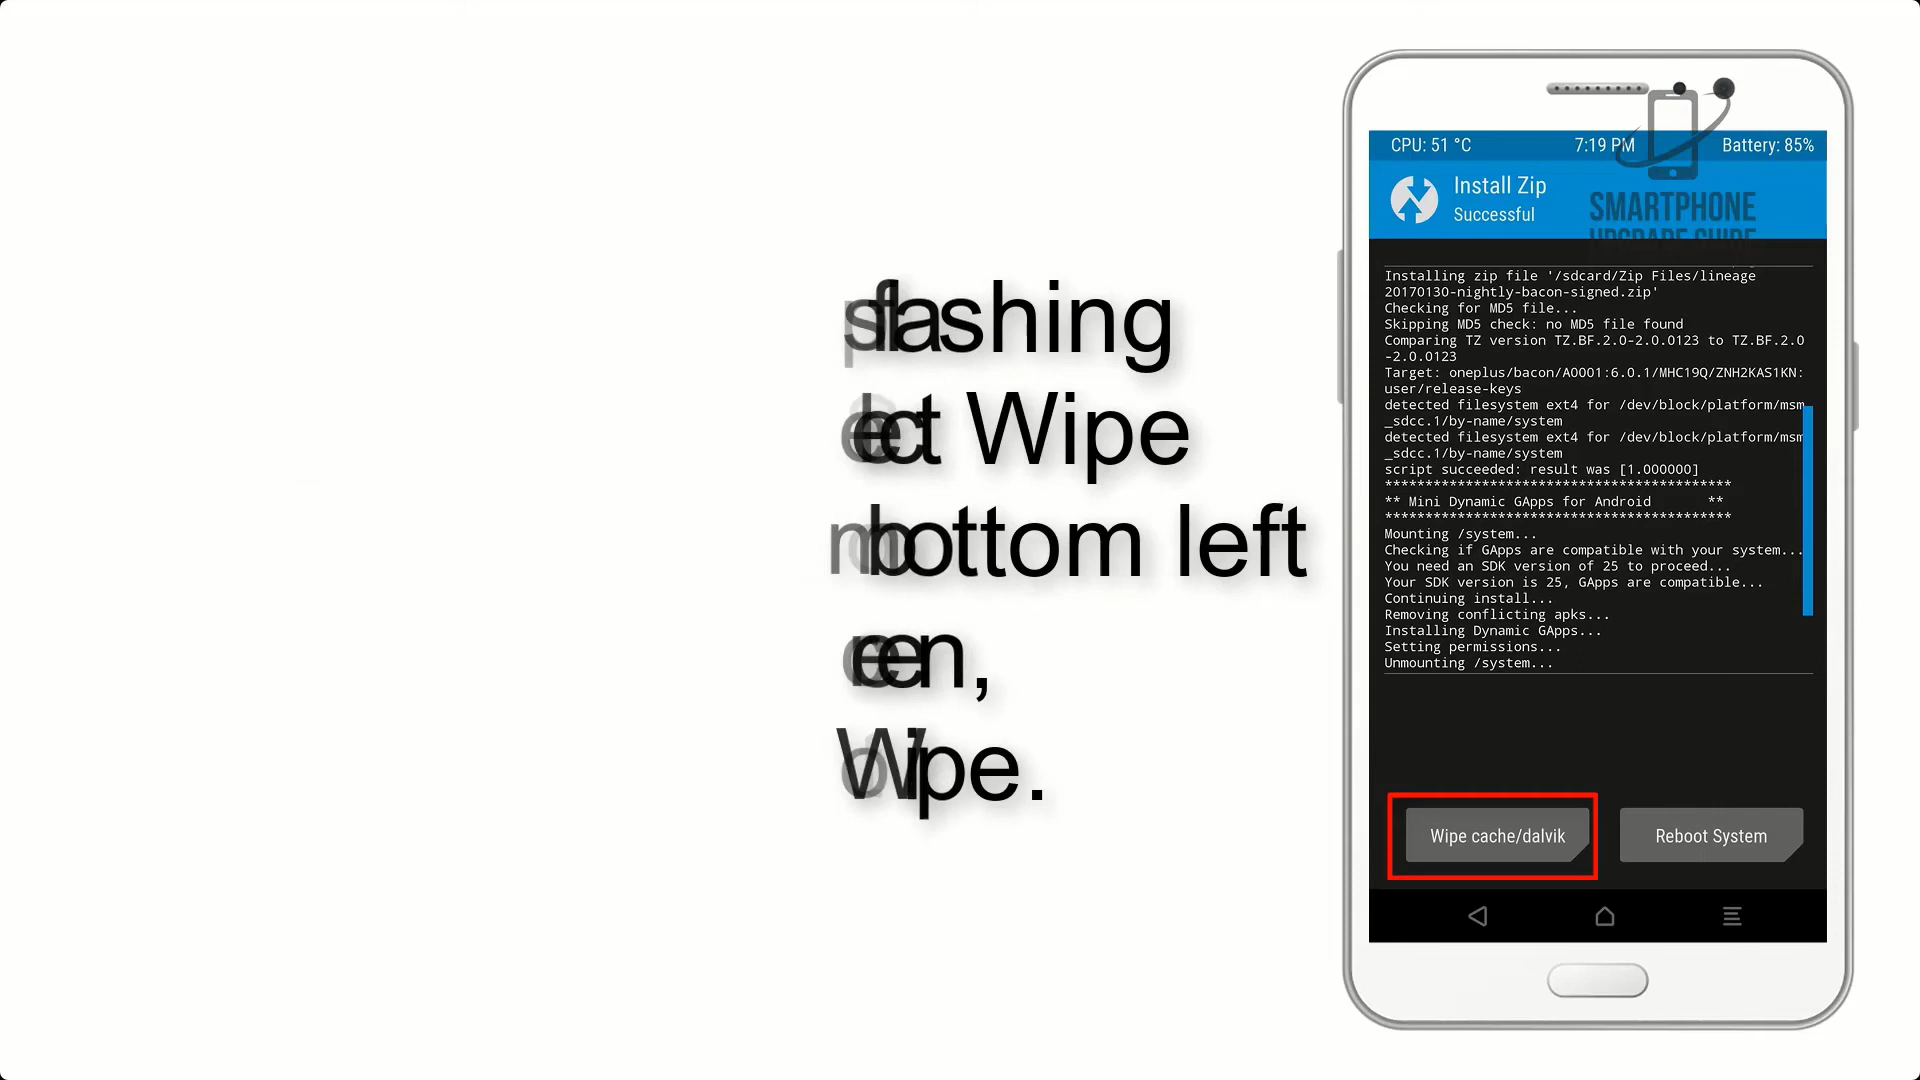 flashing
Wipe
bottom left
Wipe.
CPU: 51 °C 7:19 PM Battery: 85%
Install Zip
Successful
SMARTPHONE
UPGRADE GUIDE
Installing zip file '/sdcard/Zip Files/lineage
20170130-nightly-bacon-signed.zip'
Checking for MD5 file...
Skipping MD5 check: no MD5 file found
Comparing TZ version TZ.BF.2.0-2.0.0123 to TZ.BF.2.0
-2.0.0123
Target: oneplus/bacon/A0001:6.0.1/MHC19Q/ZNH2KAS1KN:
user/release-keys
detected filesystem ext4 for /dev/block/platform/msm
_sdcc.1/by-name/system
detected filesystem ext4 for /dev/block/platform/msm
_sdcc.1/by-name/system
script succeeded: result was [1.000000]
*******************************************
** Mini Dynamic GApps for Android **
*******************************************
Mounting /system...
Checking if GApps are compatible with your system...
You need an SDK version of 25 to proceed...
Your SDK version is 25, GApps are compatible...
Continuing install...
Removing conflicting apks...
Installing Dynamic GApps...
Setting permissions...
Unmounting /system...
Wipe cache/dalvik
Reboot System